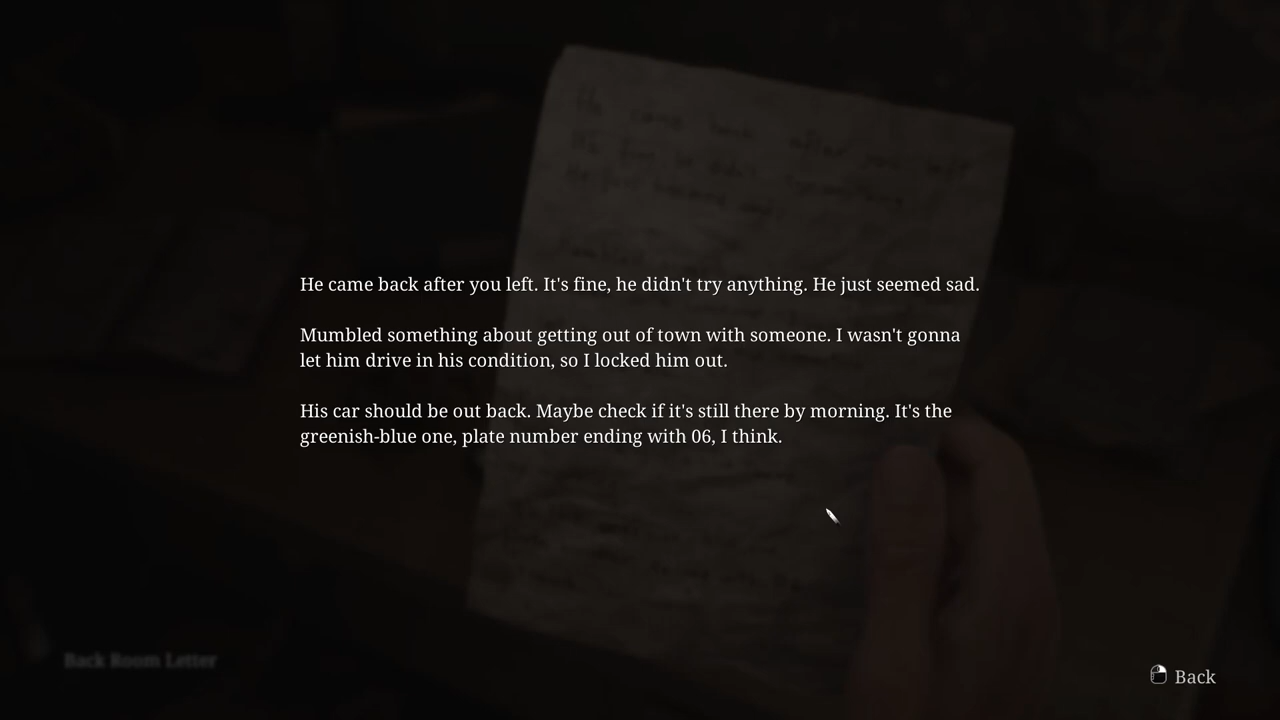 He came back after you left. It's fine, he didn't try anything. He just seemed sad.
Mumbled something about getting out of town with someone. I wasn't gonna
let him drive in his condition, so I locked him out.
His car should be out back. Maybe check if it's still there by morning. It's the
greenish-blue one, plate number ending with 06, I think.
Back Room Letter
Back